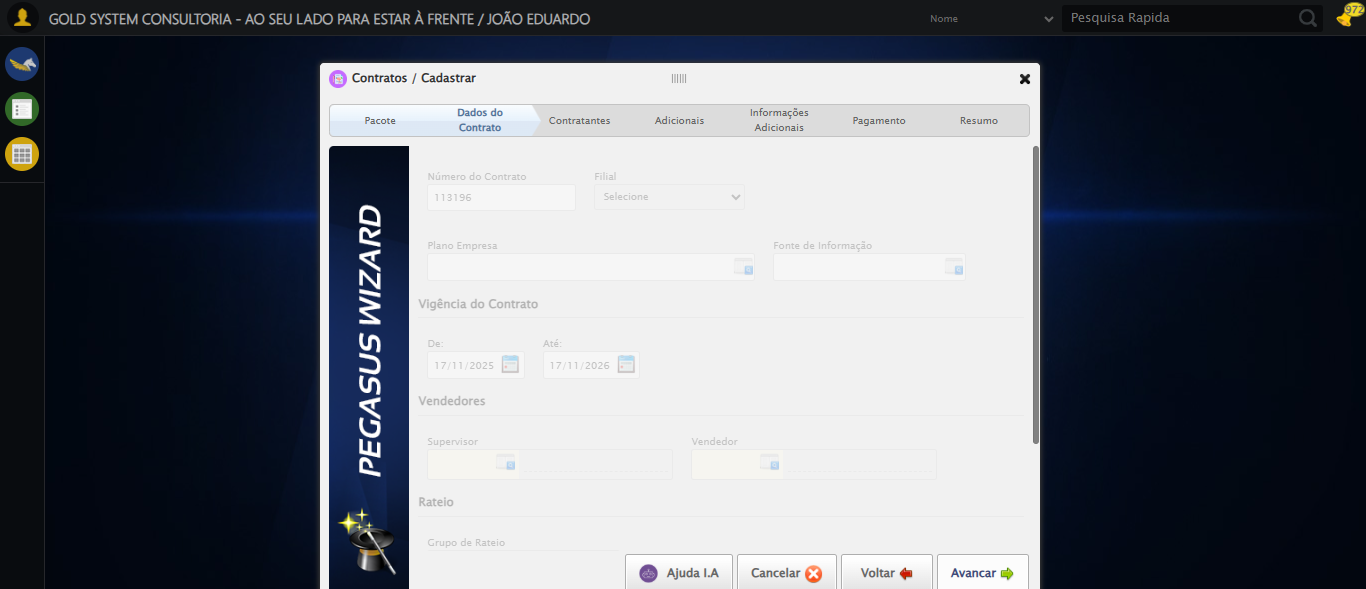 GOLD SYSTEM CONSULTORIA - AO SEU LADO PARA ESTAR À FRENTE / JOÃO EDUARDO
Nome
Pesquisa Rapida
972
Contratos / Cadastrar
Pacote
Dados do
Contrato
Contratantes
Adicionais
Informações
Adicionais
Pagamento
Resumo
PEGASUS WIZARD
Número do Contrato
Filial
113196
Selecione
Plano Empresa
Fonte de Informação
Vigência do Contrato
De:
Até:
17/11/2025
17/11/2026
Vendedores
Supervisor
Vendedor
Rateio
Grupo de Rateio
Ajuda I.A
Cancelar
Voltar
Avancar